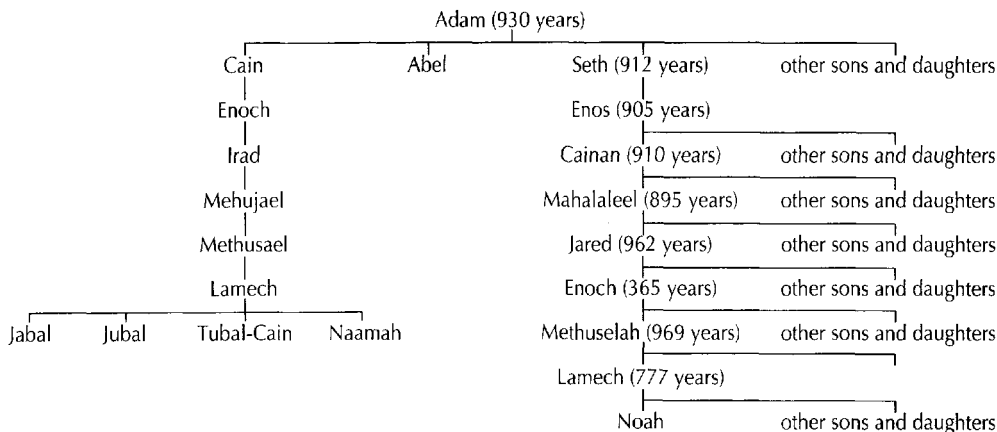 Adam (930 years)
Cain Abel Seth (912 years) other sons and daughters
Enoch Enos (905 years)
Irad Cainan (910 years) other sons and daughters
Mehujael Mahalaleel (895 years) other sons and daughters
Methusael Jared (962 years) other sons and daughters
Lamech Enoch (365 years) other sons and daughters
Jabal Jubal Tubal-Cain Naamah Methuselah (969 years) other sons and daughters
Lamech (777 years)
Noah other sons and daughters